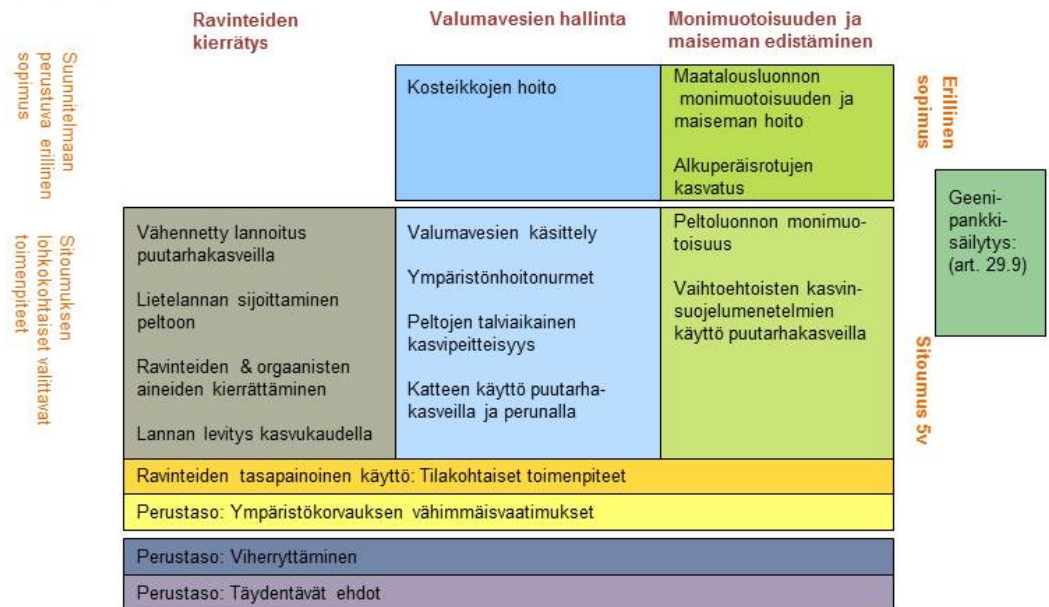 Ravinteiden
kierrätys
Valumavesien hallinta
Monimuotoisuuden ja
maiseman edistäminen
Suunnitelmaan
perustuva erillinen
sopimus
Kosteikkojen hoito
Maatalousluonnon
monimuotoisuuden ja
maiseman hoito
Alkuperäisrotujen
kasvatus
Erillinen
sopimus
Geeni-
pankki-
säilytys:
(art. 29.9)
Sitoumuksen
lohkokohtaiset valittavat
toimenpiteet
Vähennetty lannoitus
puutarhakasveilla
Lietelannan sijoittaminen
peltoon
Ravinteiden & orgaanisten
aineiden kierrättäminen
Lannan levitys kasvukaudella
Valumavesien käsittely
Ympäristönhoitonurmet
Peltojen talviaikainen
kasvipeitteisyys
Katteen käyttö puutarha-
kasveilla ja perunalla
Peltoluonnon monimuo-
toisuus
Vaihtoehtoisten kasvin-
suojelumenetelmien
käyttö puutarhakasveilla
Sitoumus 5v
Ravinteiden tasapainoinen käyttö: Tilakohtaiset toimenpiteet
Perustaso: Ympäristökorvauksen vähimmäisvaatimukset
Perustaso: Viherryttäminen
Perustaso: Täydentävät ehdot